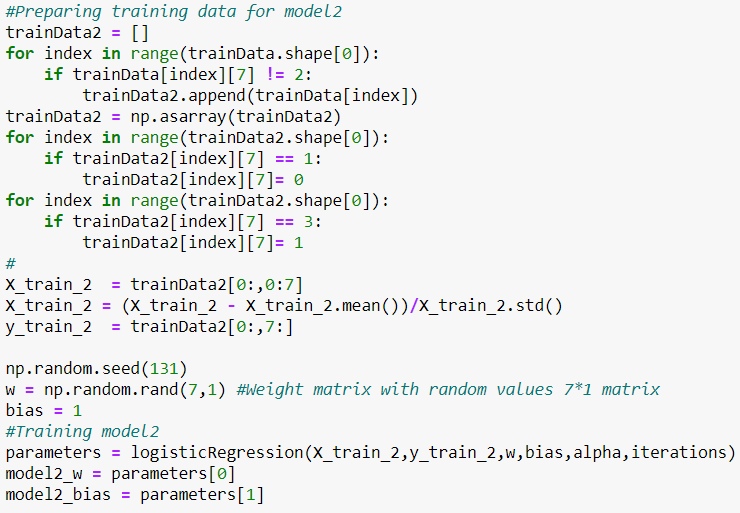 #Preparing training data for model2
trainData2 = []
for index in range(trainData.shape[0]):
    if trainData[index][7] != 2:
        trainData2.append(trainData[index])
trainData2 = np.asarray(trainData2)
for index in range(trainData2.shape[0]):
    if trainData2[index][7] == 1:
        trainData2[index][7]= 0
for index in range(trainData2.shape[0]):
    if trainData2[index][7] == 3:
        trainData2[index][7]= 1
#
X_train_2  = trainData2[0:,0:7]
X_train_2 = (X_train_2 - X_train_2.mean())/X_train_2.std()
y_train_2  = trainData2[0:,7:]

np.random.seed(131)
w = np.random.rand(7,1) #Weight matrix with random values 7*1 matrix
bias = 1
#Training model2
parameters = logisticRegression(X_train_2,y_train_2,w,bias,alpha,iterations)
model2_w = parameters[0]
model2_bias = parameters[1]